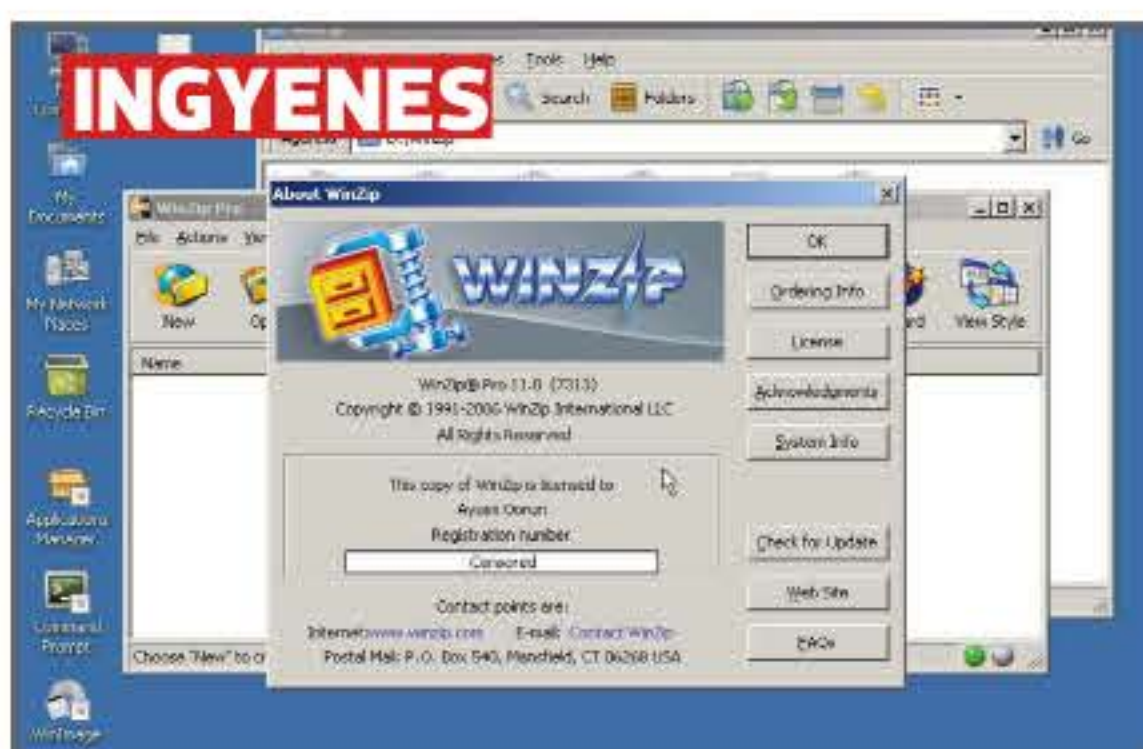 INGYENES
Tools Help
Search Folders
Go
My Documents
My Network Places
Recycle Bin
Applications Manager
Command Prompt
WinImage
WinZip Pro
File Actions
New
View Style
Name
Choose "New" to
About WinZip
WINZIP
WinZip® Pro 11.0 (7313)
Copyright © 1991-2006 WinZip International LLC
All Rights Reserved
This copy of WinZip is licensed to
Registration number
Censored
Contact points are:
Internet: www.winzip.com E-mail: Contact WinZip
Postal Mail: P.O. Box 540, Mansfield, CT 06268 USA
OK
Ordering Info
License
Acknowledgments
System Info
Check for Update
Web Site
FAQs